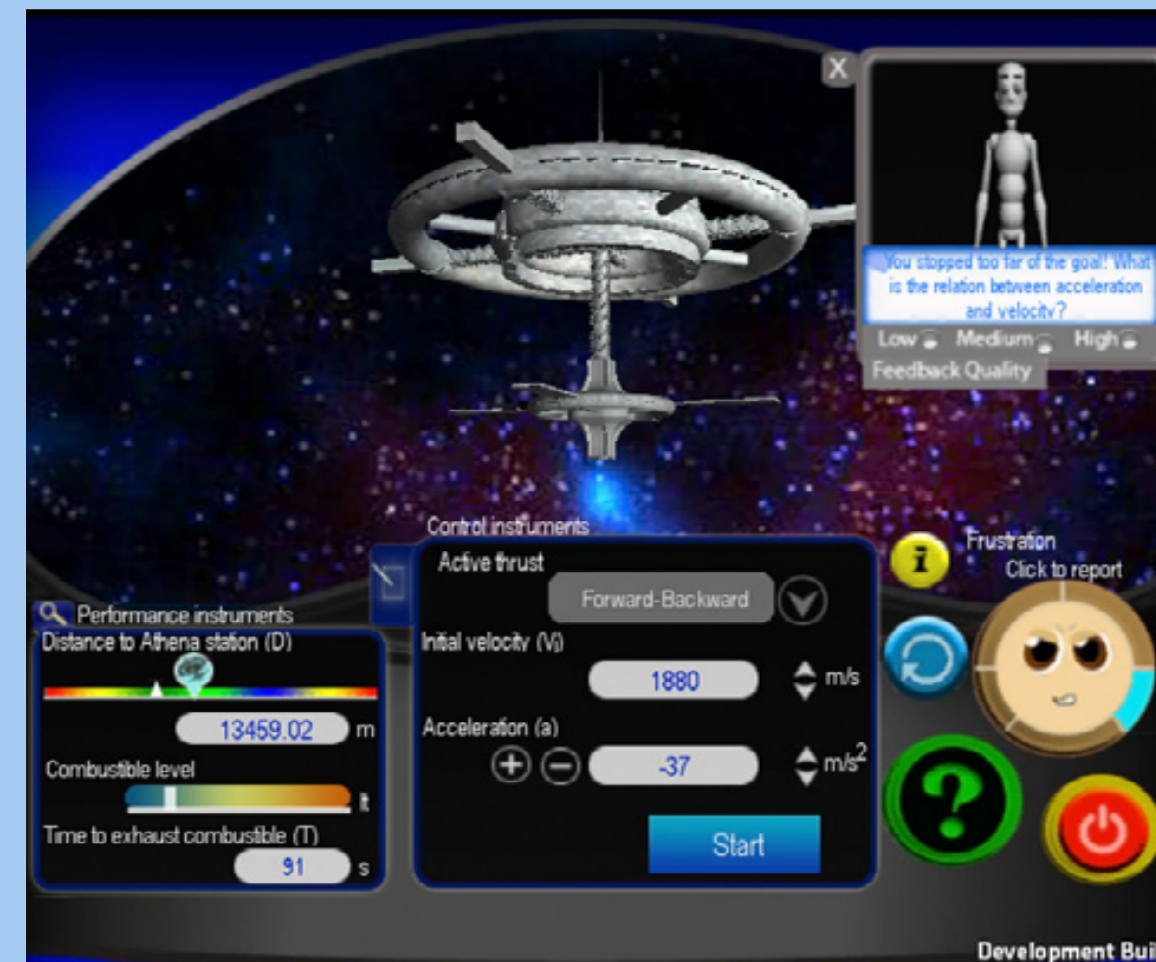 X
You stopped too far of the goal! What
is the relation between acceleration
and velocity?
Low Medium High
Feedback Quality
Control instruments
Active thrust
Forward-Backward
Initial velocity (Vi)
1880 m/s
Acceleration (a)
-37 m/s²
Start
Performance instruments
Distance to Athena station (D)
13459.02 m
Combustible level
lt
Time to exhaust combustible (T)
91 s
i
Frustration
Click to report
?
Development Buil